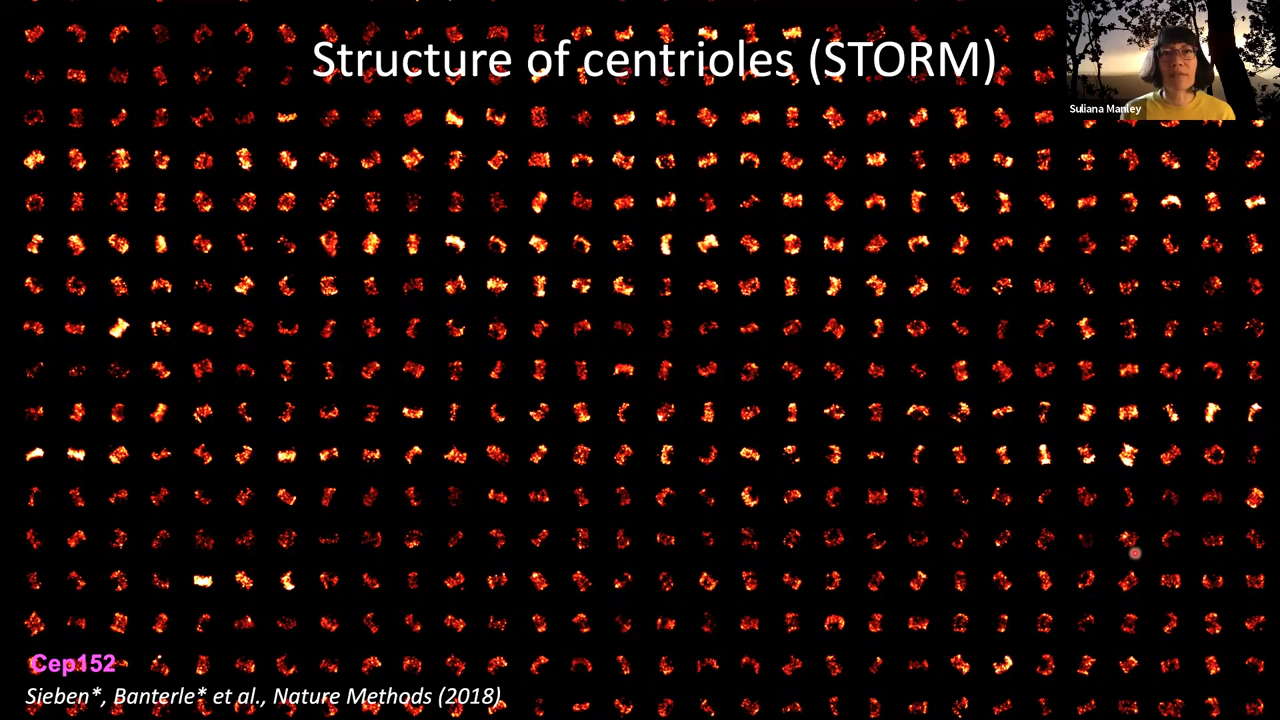 Structure of centrioles (STORM)
Suliana Manley
Cep152
Sieben*, Banterle* et al., Nature Methods (2018)